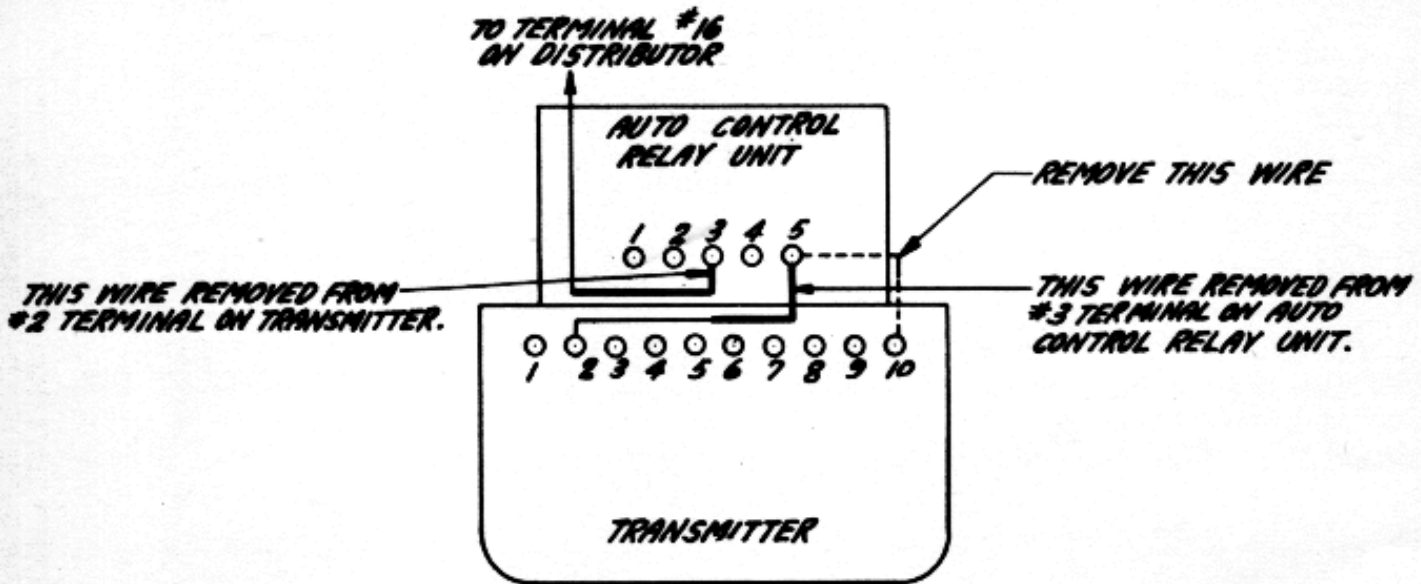 TO TERMINAL #16
ON DISTRIBUTOR
AUTO CONTROL
RELAY UNIT
REMOVE THIS WIRE
1 2 3 4 5
THIS WIRE REMOVED FROM
#2 TERMINAL ON TRANSMITTER.
THIS WIRE REMOVED FROM
#3 TERMINAL ON AUTO
CONTROL RELAY UNIT.
1 2 3 4 5 6 7 8 9 10
TRANSMITTER